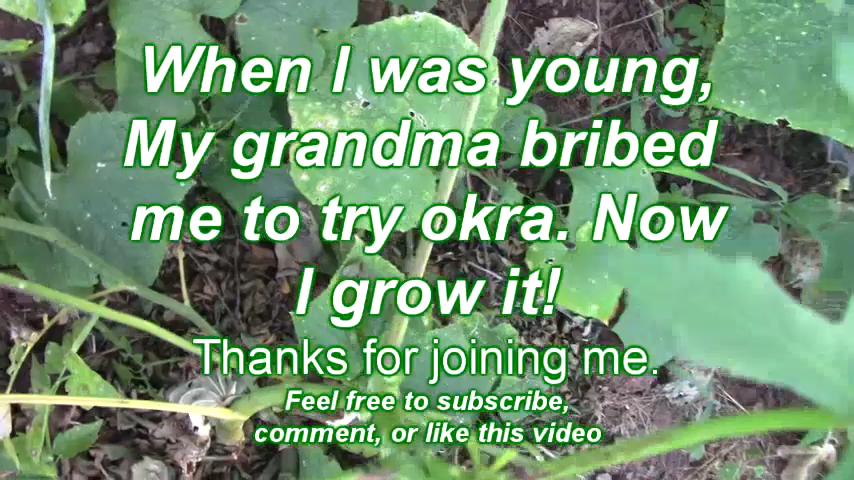 When I was young,
My grandma bribed
me to try okra. Now
I grow it!
Thanks for joining me.
Feel free to subscribe,
comment, or like this video